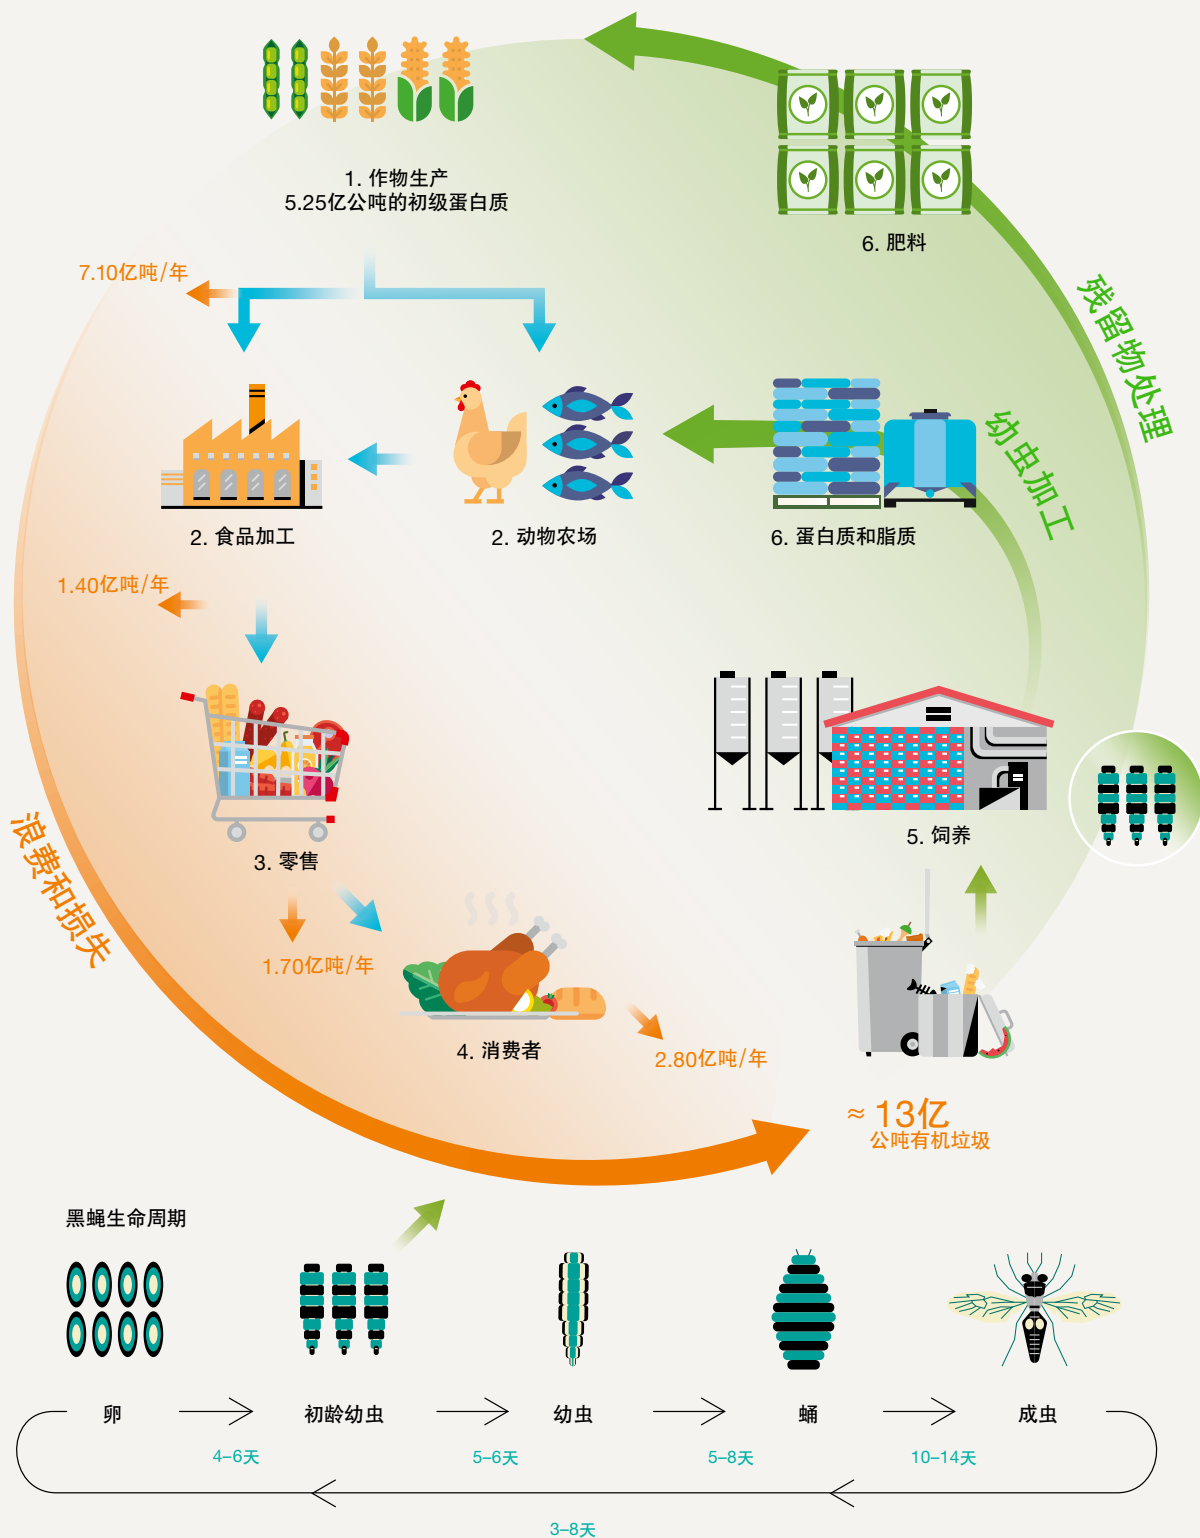 1. 作物生产
5.25亿公吨的初级蛋白质
6. 肥料
7.10亿吨/年
残留物处理
幼虫加工
2. 食品加工
2. 动物农场
6. 蛋白质和脂质
1.40亿吨/年
5. 饲养
浪费和损失
3. 零售
1.70亿吨/年
4. 消费者
2.80亿吨/年
≈ 13亿
公吨有机垃圾
黑蝇生命周期
卵
初龄幼虫
幼虫
蛹
成虫
4–6天
5–6天
5–8天
10–14天
3–8天